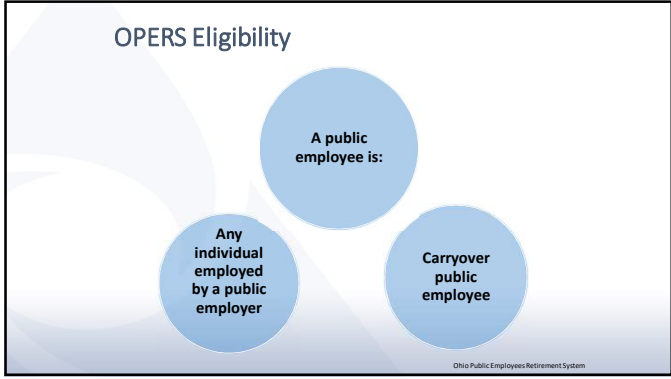 OPERS Eligibility
A public
employee is:
Any
individual
employed
by a public
employer
Carryover
public
employee
Ohio Public Employees Retirement System